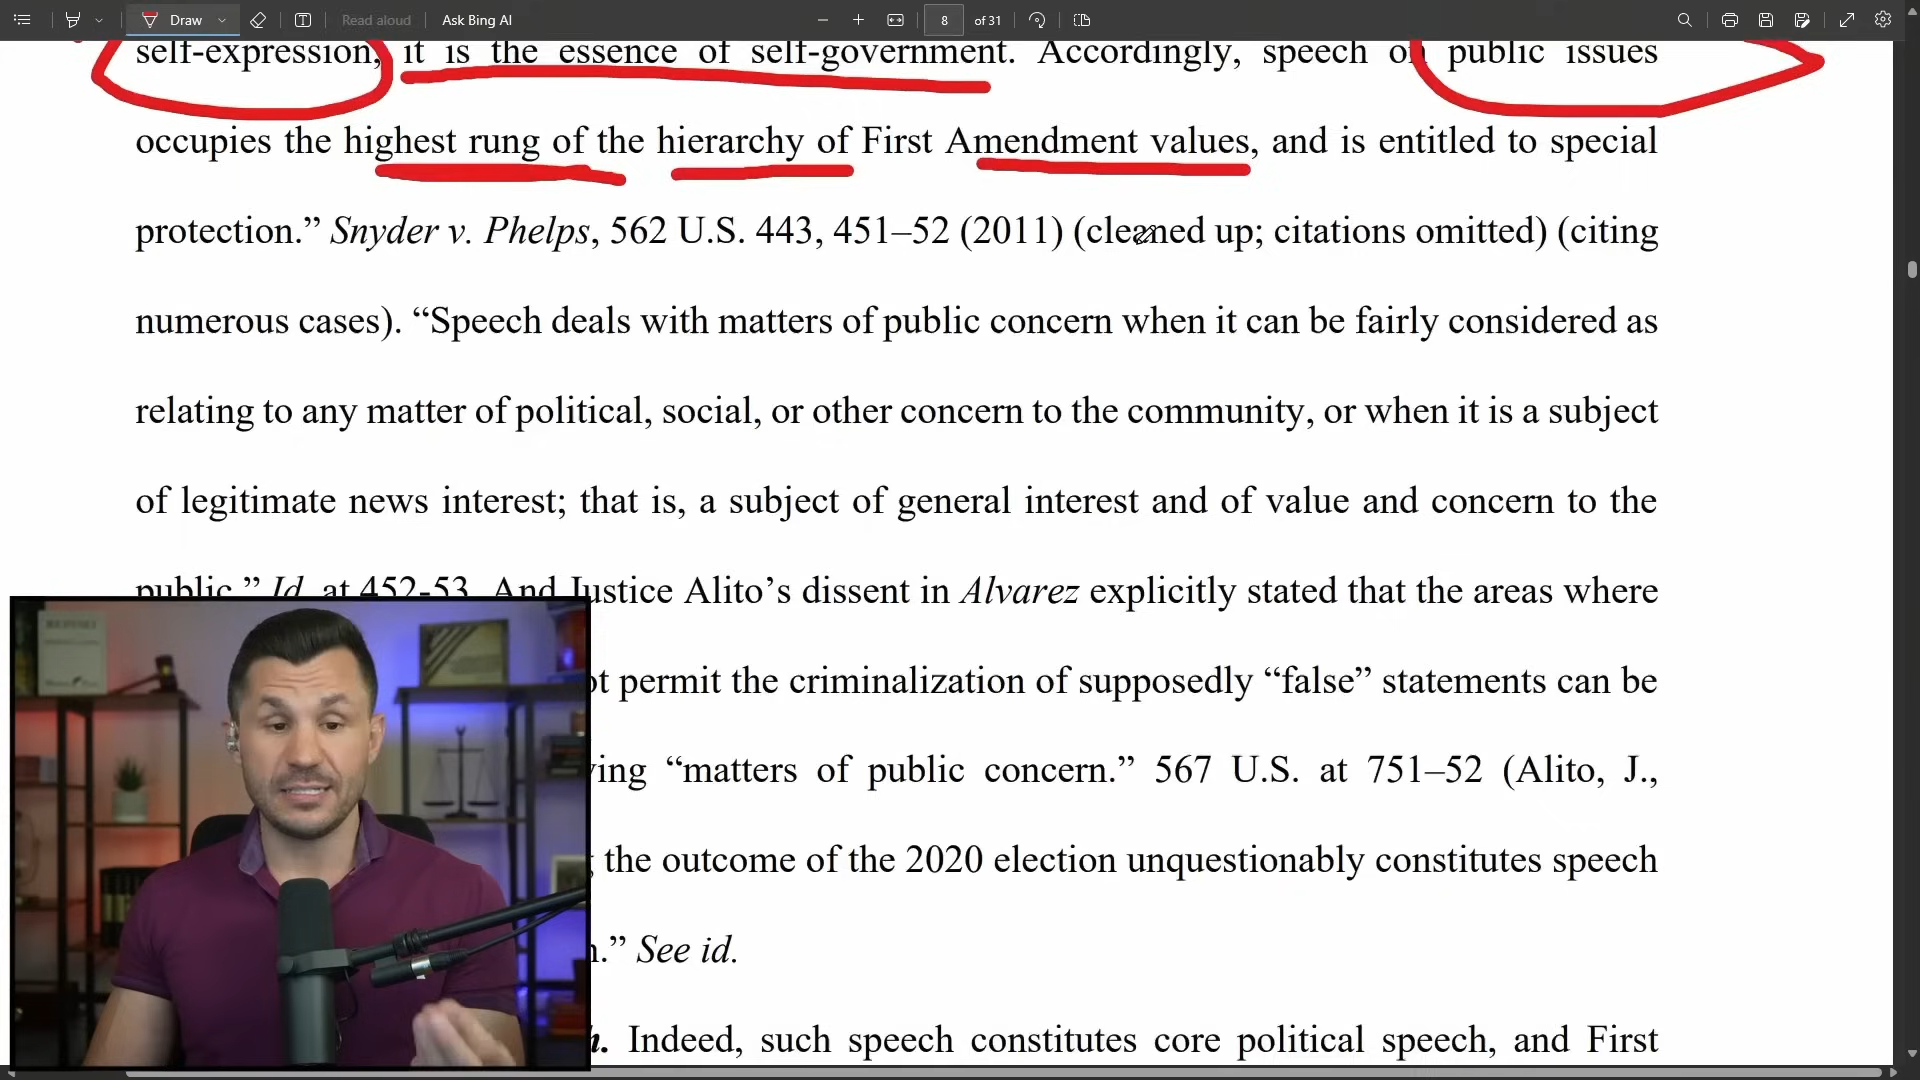 Draw
Read aloud
Ask Bing AI
8
of 31
self-expression; it is the essence of self-government. Accordingly, speech on public issues
occupies the highest rung of the hierarchy of First Amendment values, and is entitled to special
protection.” Snyder v. Phelps, 562 U.S. 443, 451–52 (2011) (cleaned up; citations omitted) (citing
numerous cases). “Speech deals with matters of public concern when it can be fairly considered as
relating to any matter of political, social, or other concern to the community, or when it is a subject
of legitimate news interest; that is, a subject of general interest and of value and concern to the
public.” Id. at 452-53. And Justice Alito’s dissent in Alvarez explicitly stated that the areas where
permit the criminalization of supposedly “false” statements can be
“matters of public concern.” 567 U.S. at 751–52 (Alito, J.,
the outcome of the 2020 election unquestionably constitutes speech
See id.
Indeed, such speech constitutes core political speech, and First